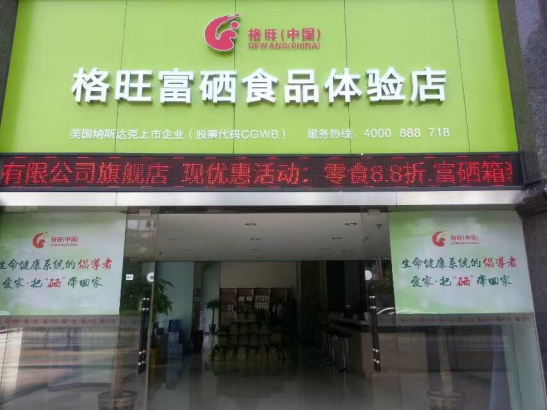 格旺(中国)
GEWANG(CHINA)
格旺富硒食品体验店
美国纳斯达克上市企业(股票代码CGWB) 服务热线:4000 888 718
有限公司旗舰店 现优惠活动:零食8.8折 富硒箱
格旺(中国)
生命健康系统的倡导者
爱家·把"硒"带回家
格旺(中国)
生命健康系统的倡导者
爱家·把"硒"带回家